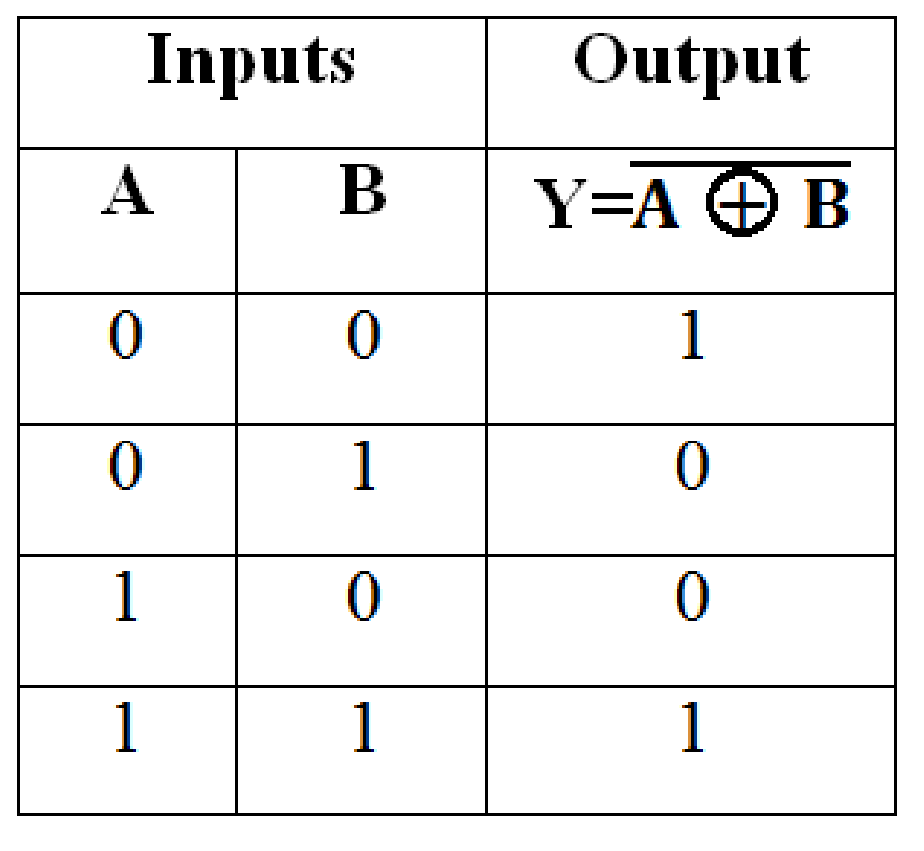 Inputs Output
A B Y=A̅ ̅⊕̅ ̅B̅
0 0 1
0 1 0
1 0 0
1 1 1